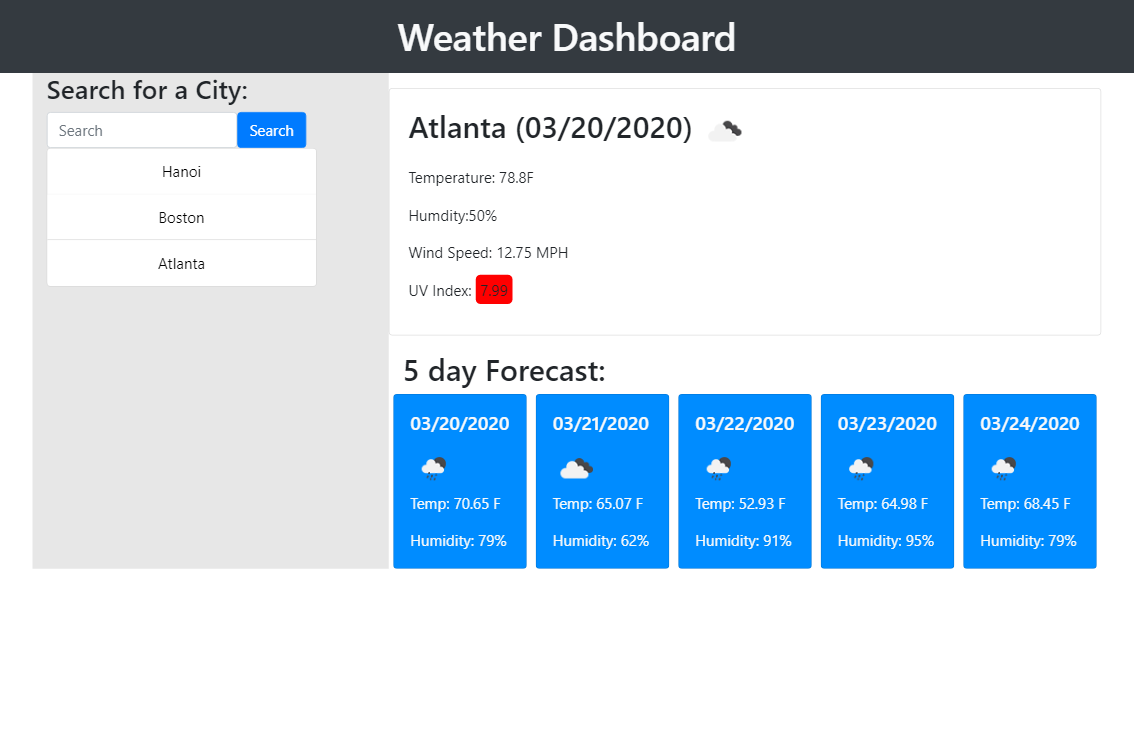 Weather Dashboard
Search for a City:
Search
Search
Hanoi
Boston
Atlanta
Atlanta (03/20/2020)
Temperature: 78.8F
Humdity:50%
Wind Speed: 12.75 MPH
UV Index: 7.99
5 day Forecast:
03/20/2020
Temp: 70.65 F
Humidity: 79%
03/21/2020
Temp: 65.07 F
Humidity: 62%
03/22/2020
Temp: 52.93 F
Humidity: 91%
03/23/2020
Temp: 64.98 F
Humidity: 95%
03/24/2020
Temp: 68.45 F
Humidity: 79%